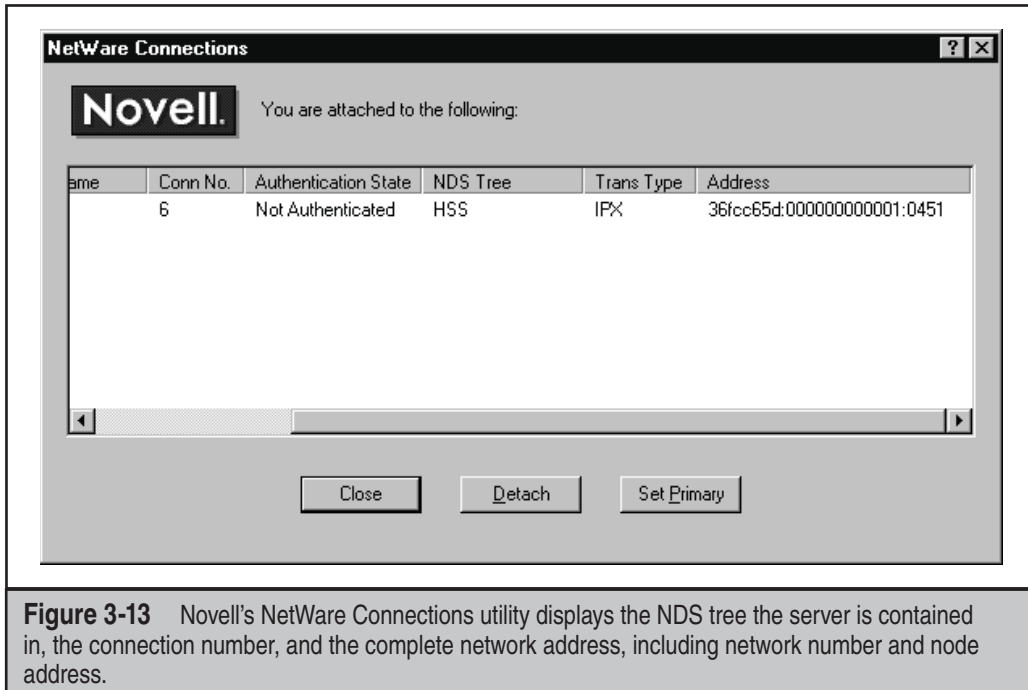 NetWare Connections
Novell.
You are attached to the following:
ame Conn No. Authentication State NDS Tree Trans Type Address
6 Not Authenticated HSS IPX 36fcc65d:000000000001:0451
Close Detach Set Primary
Figure 3-13 Novell's NetWare Connections utility displays the NDS tree the server is contained
in, the connection number, and the complete network address, including network number and node
address.